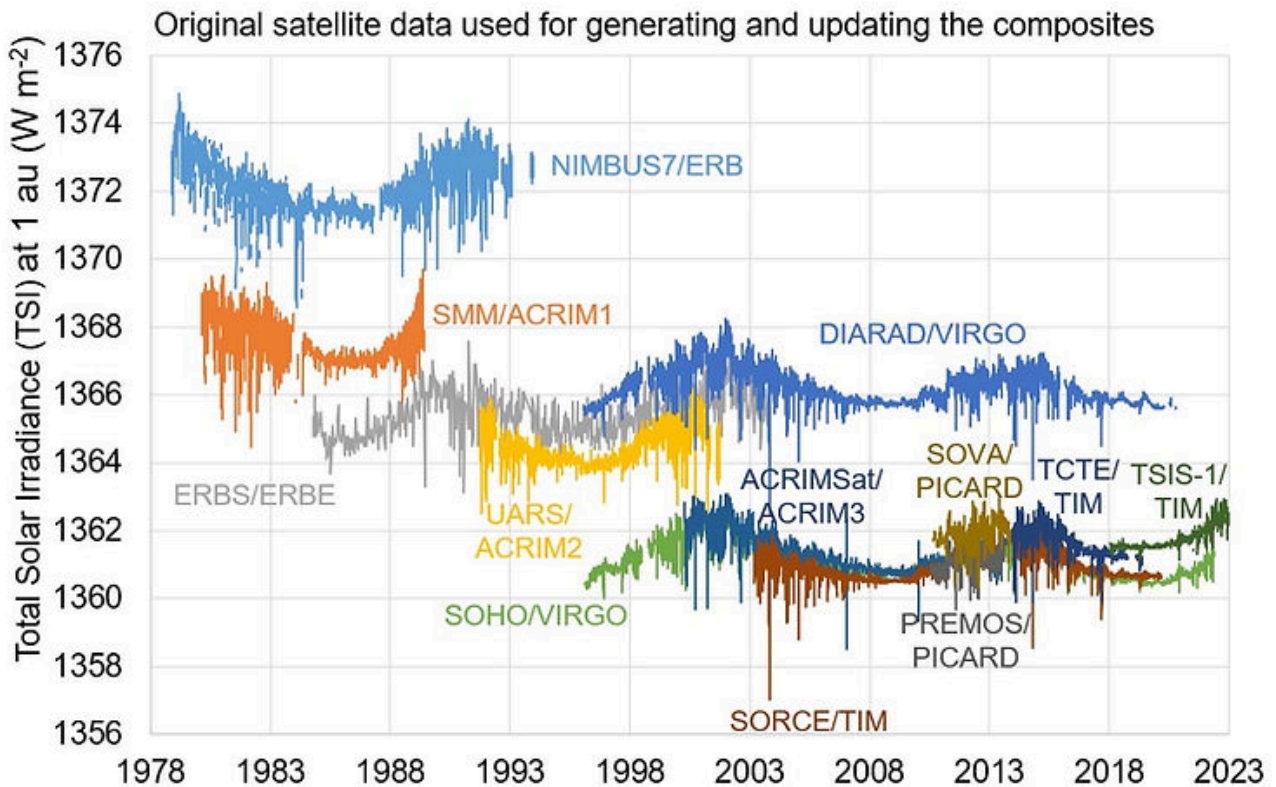 Original satellite data used for generating and updating the composites
Total Solar Irradiance (TSI) at 1 au (W m-2)
1376
1374
1372
1370
1368
1366
1364
1362
1360
1358
1356
NIMBUS7/ERB
SMM/ACRIM1
DIARAD/VIRGO
ERBS/ERBE
UARS/
ACRIM2
ACRIMSat/
ACRIM3
SOVA/
PICARD
TCTE/
TIM
TSIS-1/
TIM
SOHO/VIRGO
PREMOS/
PICARD
SORCE/TIM
1978
1983
1988
1993
1998
2003
2008
2013
2018
2023